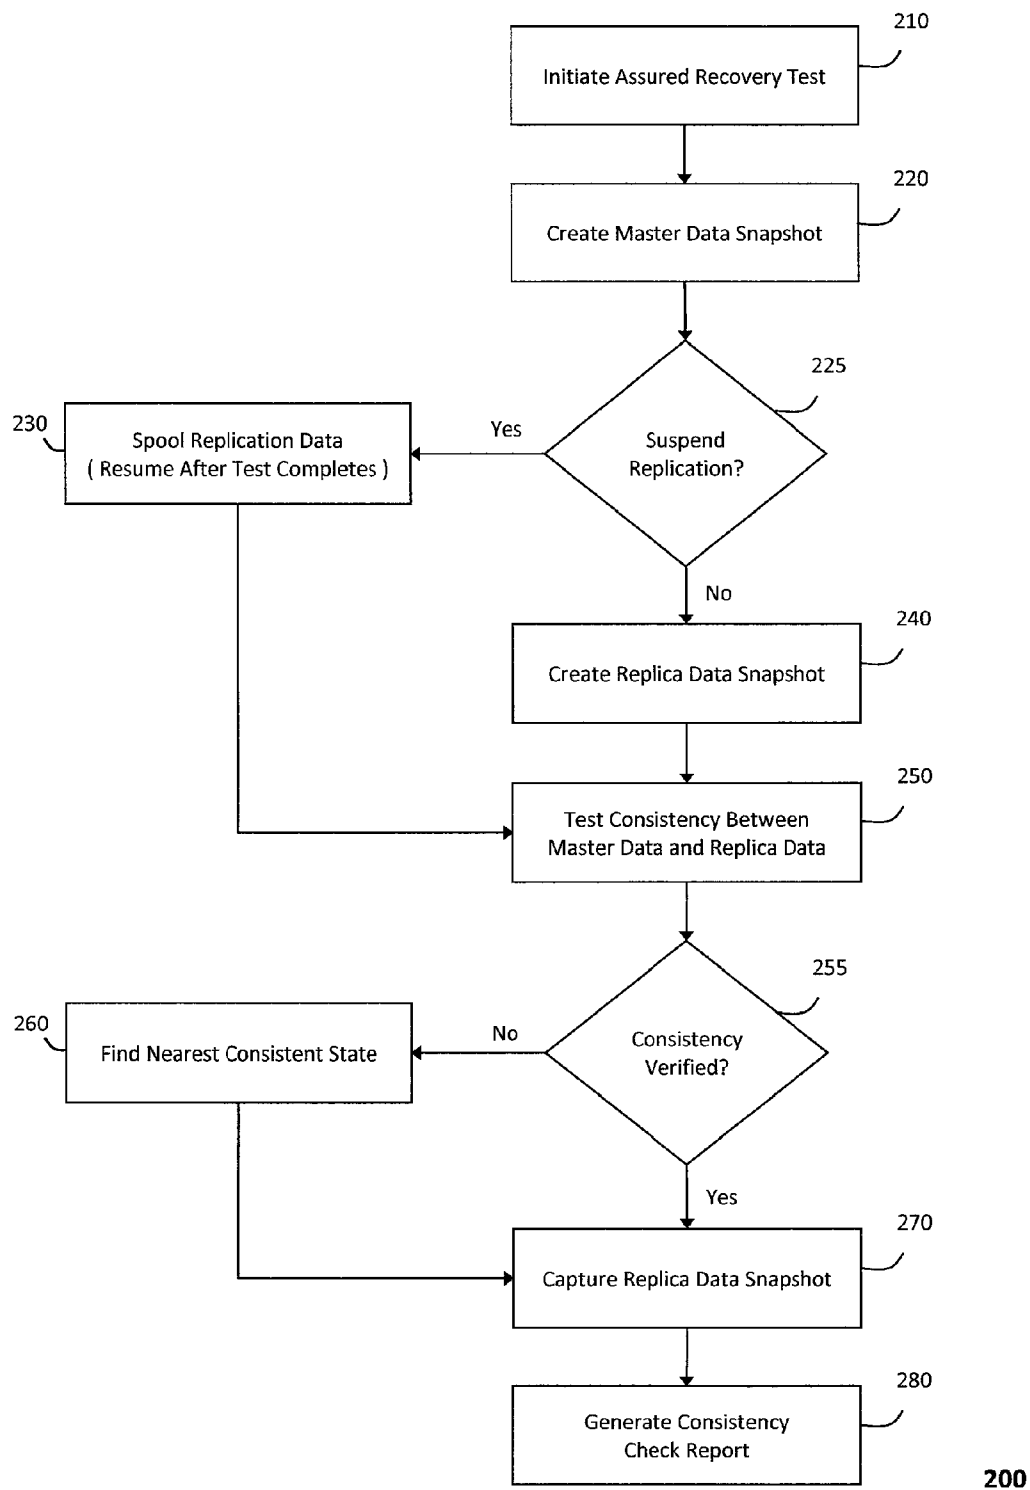 210
Initiate Assured Recovery Test
220
Create Master Data Snapshot
225
Suspend
Replication?
Yes
230
Spool Replication Data
( Resume After Test Completes )
No
240
Create Replica Data Snapshot
250
Test Consistency Between
Master Data and Replica Data
255
Consistency
Verified?
No
260
Find Nearest Consistent State
Yes
270
Capture Replica Data Snapshot
280
Generate Consistency
Check Report
200